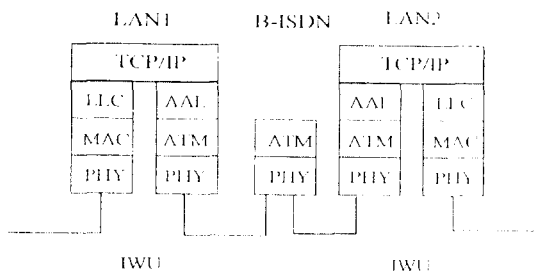 LAN1 B-ISDN LAN2
TCP/IP TCP/IP
LLC AAL AAL LLC
MAC ATM ATM ATM MAC
PHY PHY PHY PHY PHY
IWU IWU